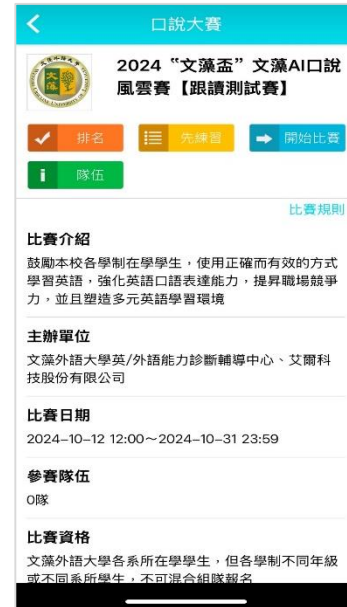 口說大賽
2024“文藻盃”文藻AI口說
風雲賽【跟讀測試賽】
排名
先練習
開始比賽
隊伍
比賽規則
比賽介紹
鼓勵本校各學制在學學生，使用正確而有效的方式
學習英語，強化英語口語表達能力，提昇職場競爭
力，並且塑造多元英語學習環境
主辦單位
文藻外語大學英/外語能力診斷輔導中心、艾爾科
技股份有限公司
比賽日期
2024-10-12 12:00~2024-10-31 23:59
參賽隊伍
0隊
比賽資格
文藻外語大學各系所在學學生，但各學制不同年級
或不同系所學生，不可混合組隊報名